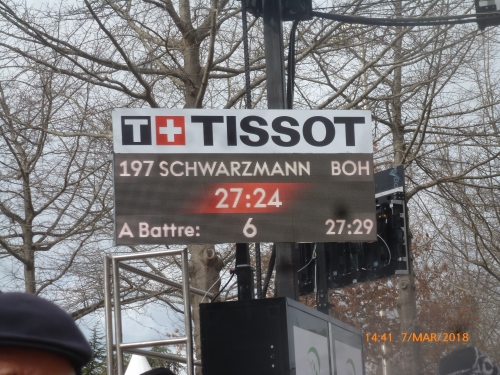 T+ TISSOT
197 SCHWARZMANN BOH
27:24
A Battre: 6 27:29
14:41 7/MAR/2018